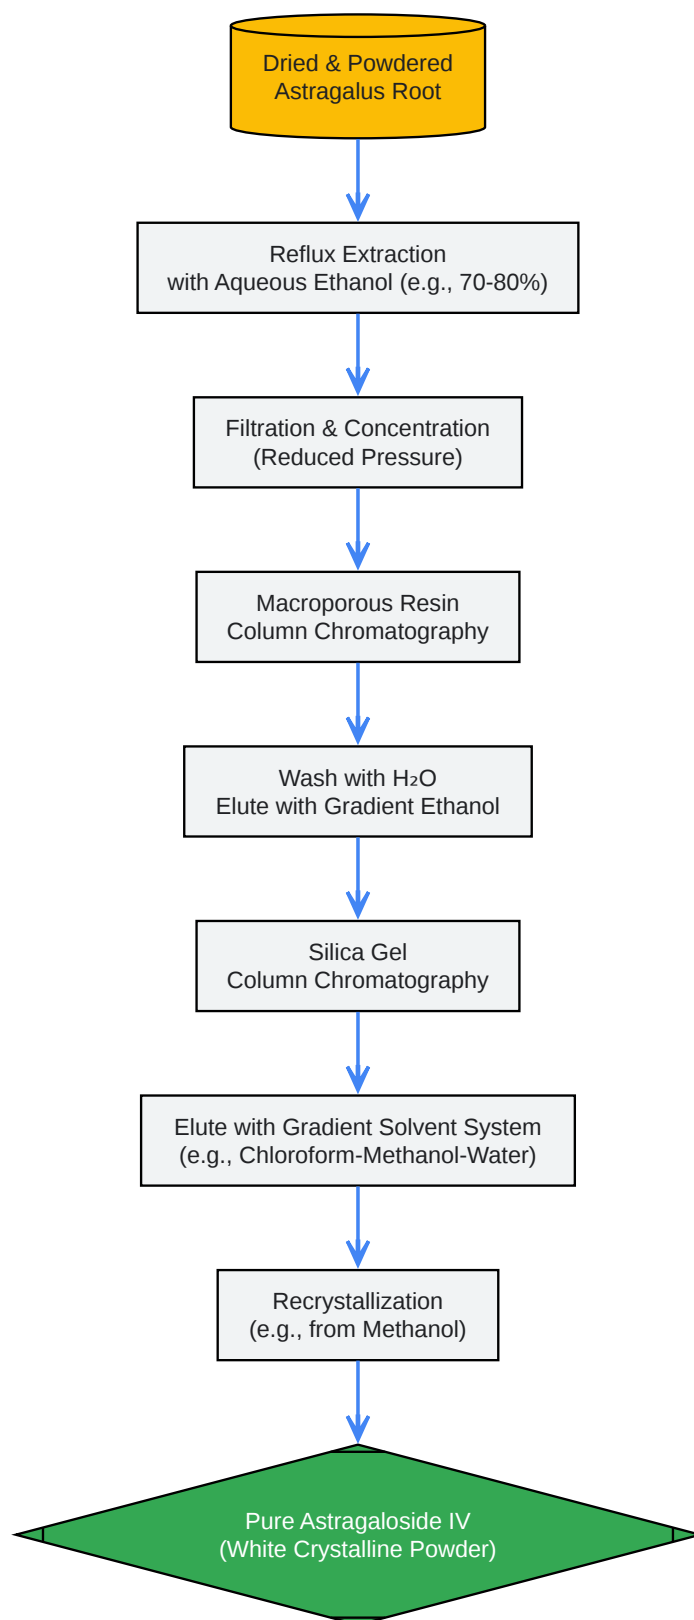 Dried & Powdered
Astragalus Root
Reflux Extraction
with Aqueous Ethanol (e.g., 70-80%)
Filtration & Concentration
(Reduced Pressure)
Macroporous Resin
Column Chromatography
Wash with H₂O
Elute with Gradient Ethanol
Silica Gel
Column Chromatography
Elute with Gradient Solvent System
(e.g., Chloroform-Methanol-Water)
Recrystallization
(e.g., from Methanol)
Pure Astragaloside IV
(White Crystalline Powder)